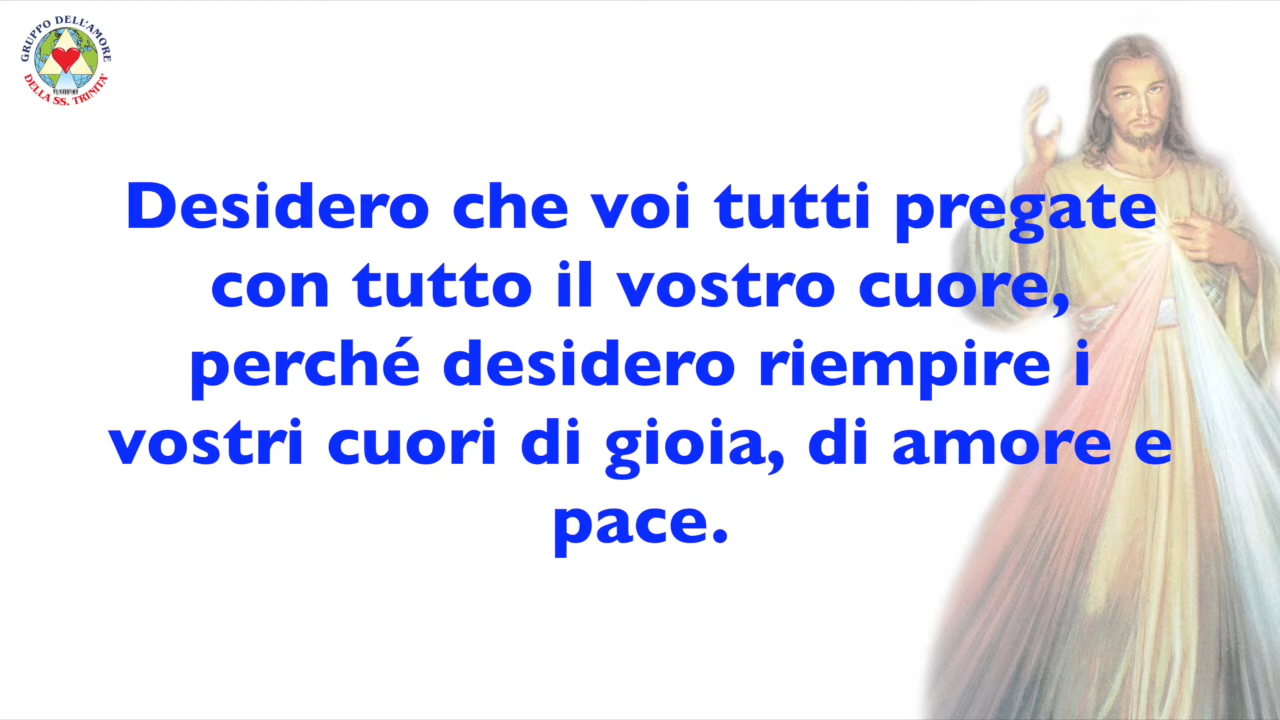 GRUPPO DELL'AMORE
DELLA SS. TRINITA'
Desidero che voi tutti pregate
con tutto il vostro cuore,
perché desidero riempire i
vostri cuori di gioia, di amore e
pace.